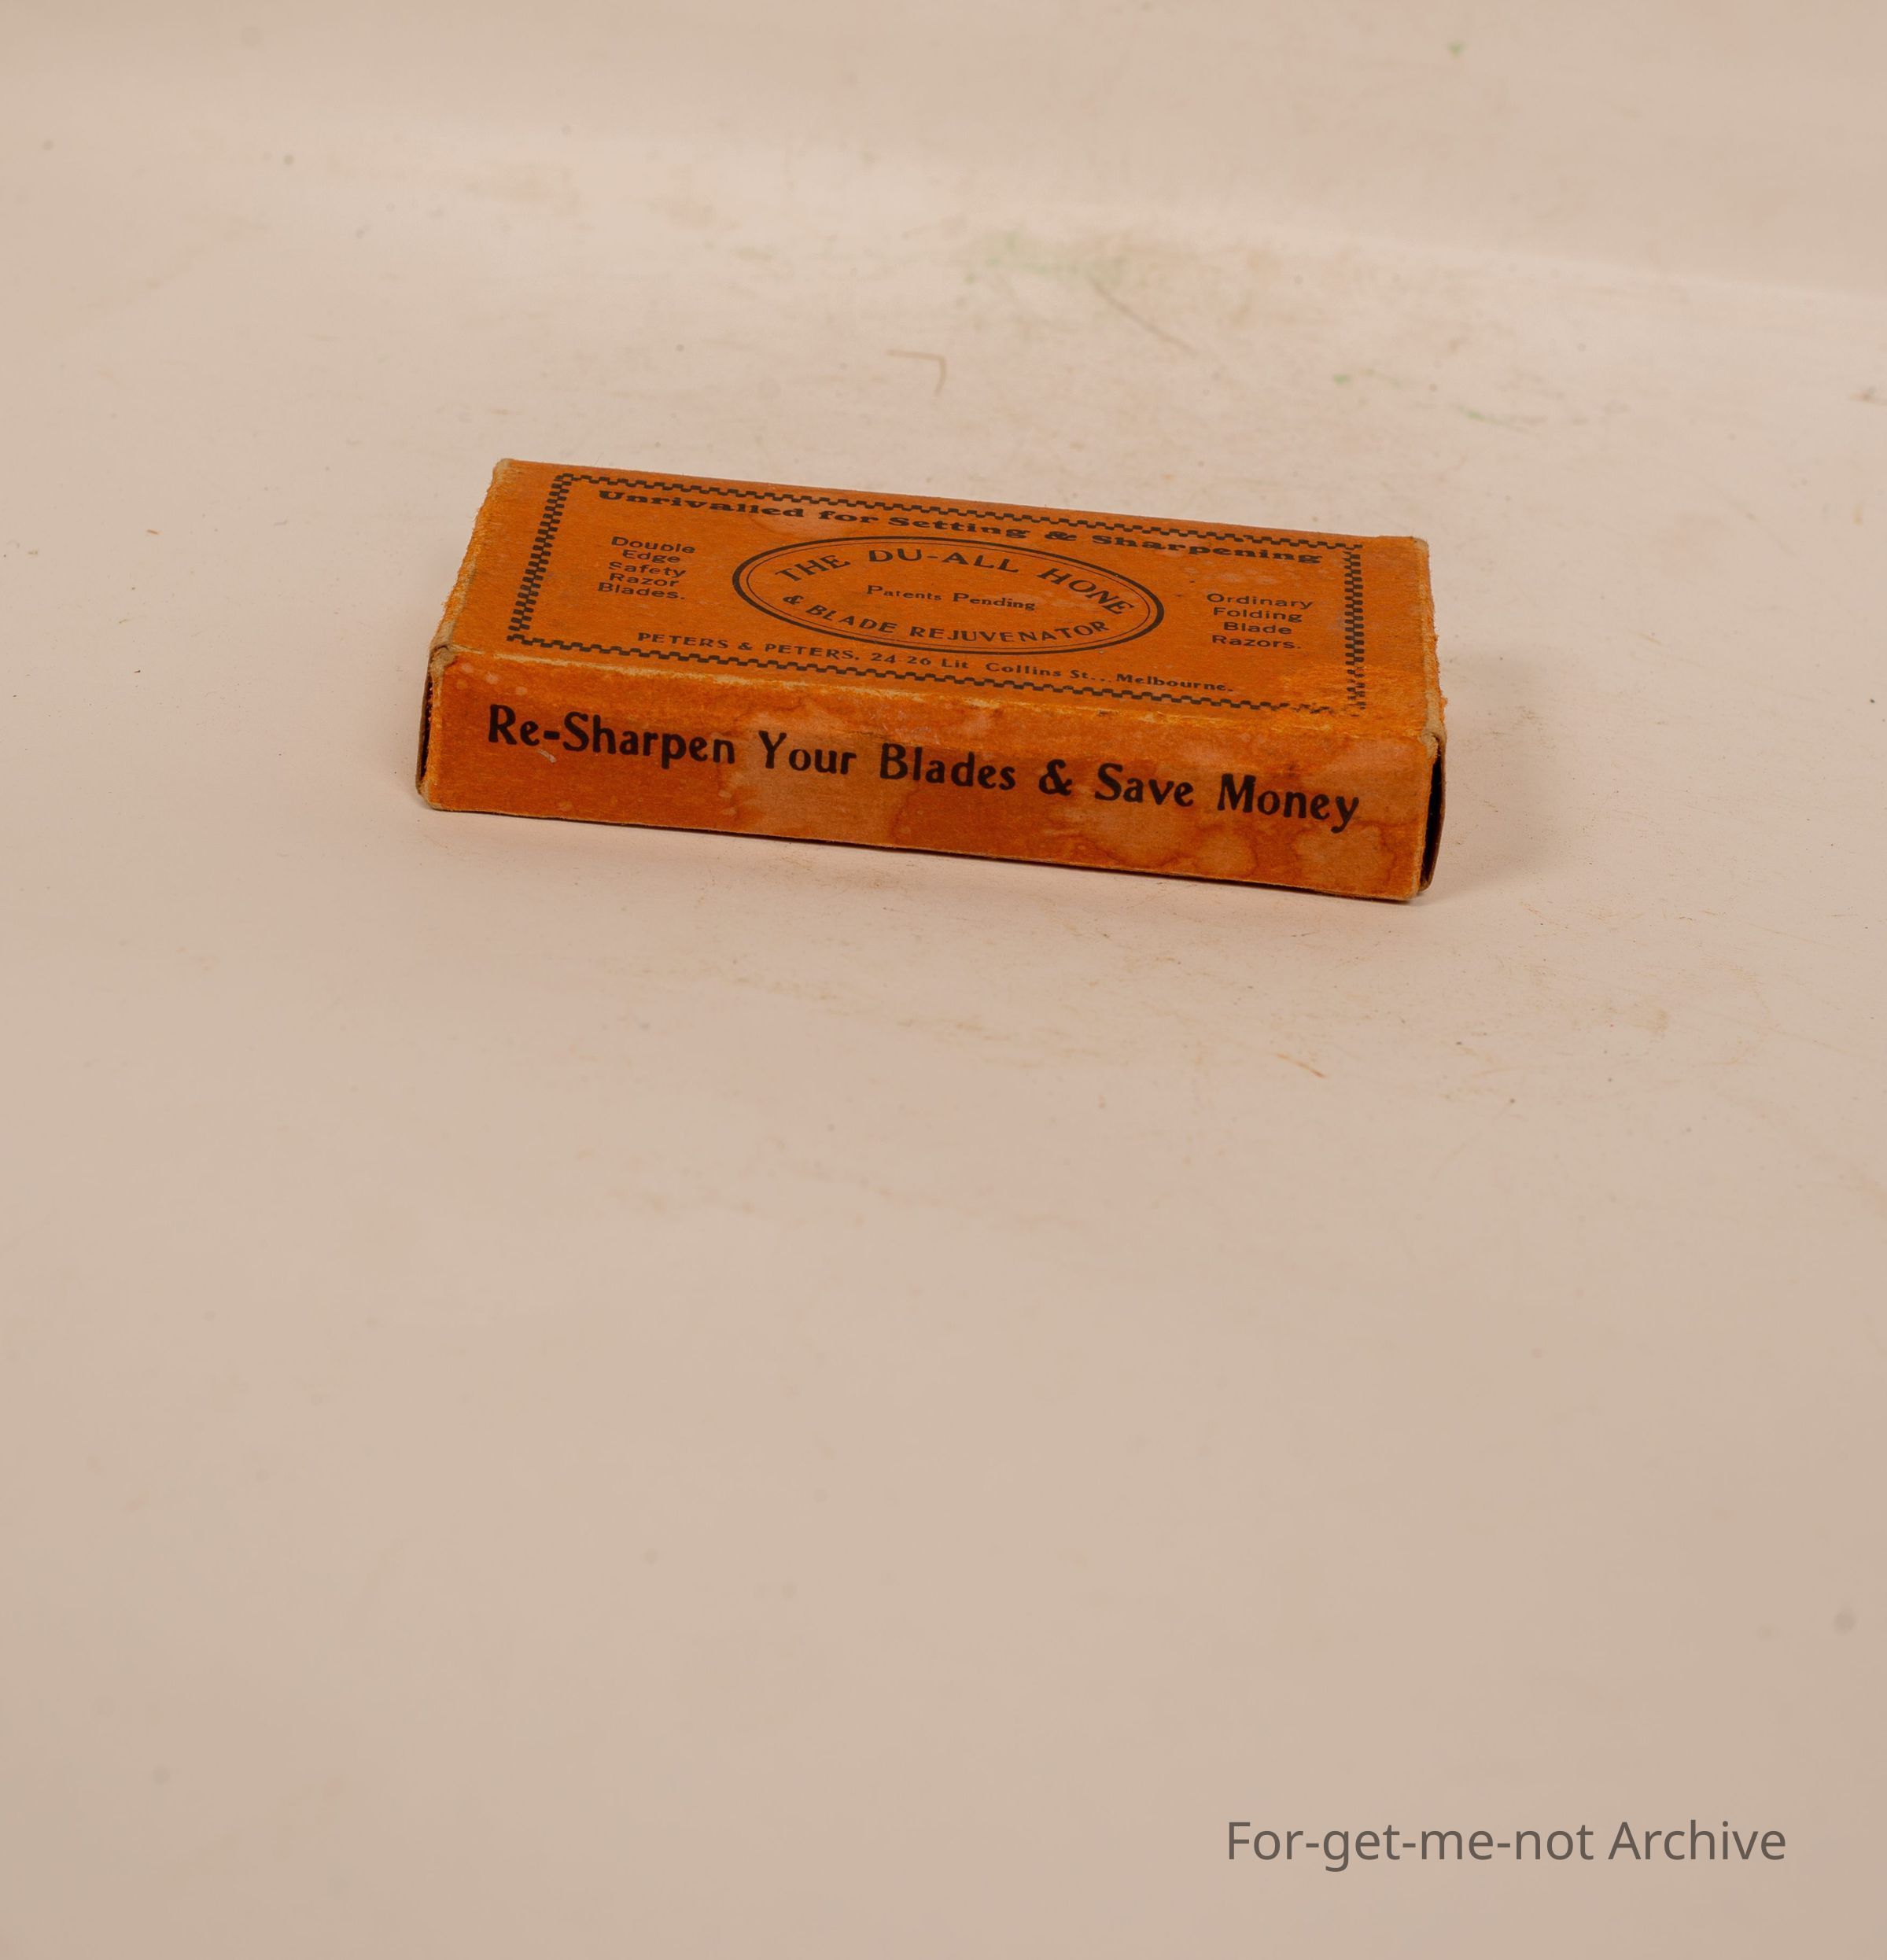 Unrivalled for Setting & Sharpening
Double
Edge
Safety
Razor
Blades.
THE DU-ALL HONE
Patents Pending
& BLADE REJUVENATOR
Ordinary
Folding
Blade
Razors.
PETERS & PETERS, 24-26 Lit Collins St... Melbourne.
Re-Sharpen Your Blades & Save Money
For-get-me-not Archive